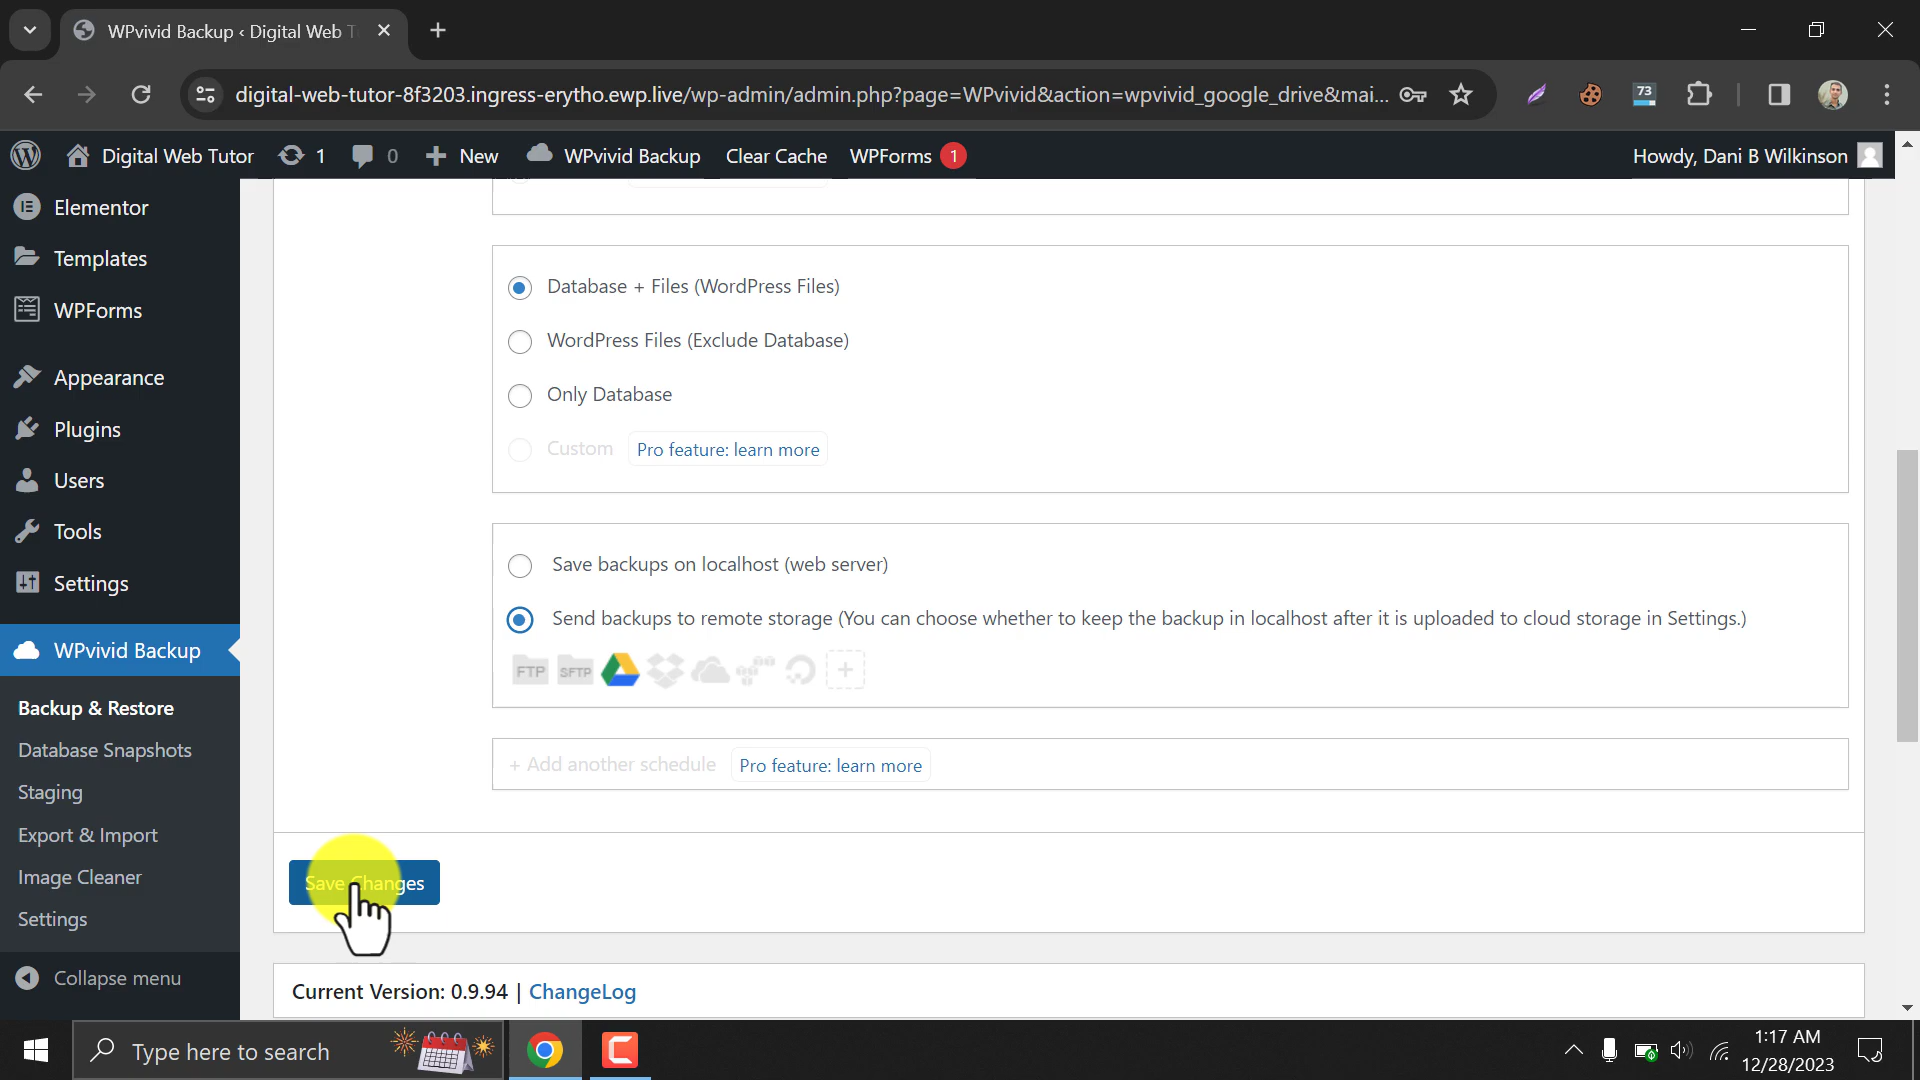 WPvivid Backup ‹ Digital Web T
digital-web-tutor-8f3203.ingress-erytho.ewp.live/wp-admin/admin.php?page=WPvivid&action=wpvivid_google_drive&mai...
73
Digital Web Tutor
1
0
New
WPvivid Backup
Clear Cache
WPForms
1
Howdy, Dani B Wilkinson
Elementor
Templates
WPForms
Appearance
Plugins
Users
Tools
Settings
WPvivid Backup
Backup & Restore
Database Snapshots
Staging
Export & Import
Image Cleaner
Settings
Collapse menu
Database + Files (WordPress Files)
WordPress Files (Exclude Database)
Only Database
Custom Pro feature: learn more
Save backups on localhost (web server)
Send backups to remote storage (You can choose whether to keep the backup in localhost after it is uploaded to cloud storage in Settings.)
FTP SFTP
+ Add another schedule Pro feature: learn more
Save Changes
Current Version: 0.9.94 | ChangeLog
Type here to search
1:17 AM
12/28/2023